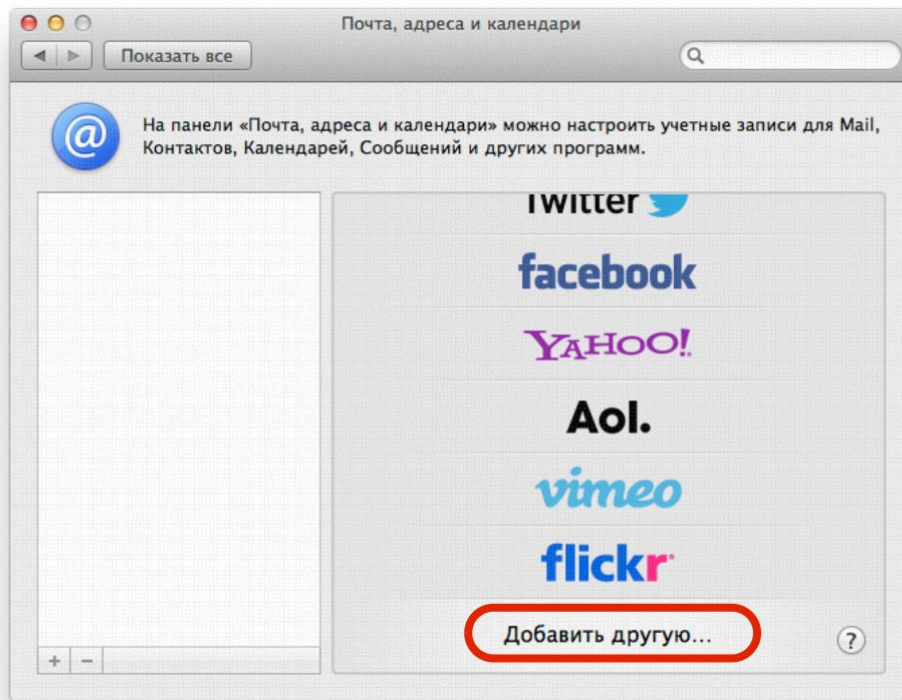 Почта, адреса и календари
Показать все
На панели «Почта, адреса и календари» можно настроить учетные записи для Mail,
Контактов, Календарей, Сообщений и других программ.
Twitter
facebook
YAHOO!
Aol.
vimeo
flickr
Добавить другую...
?
+ −